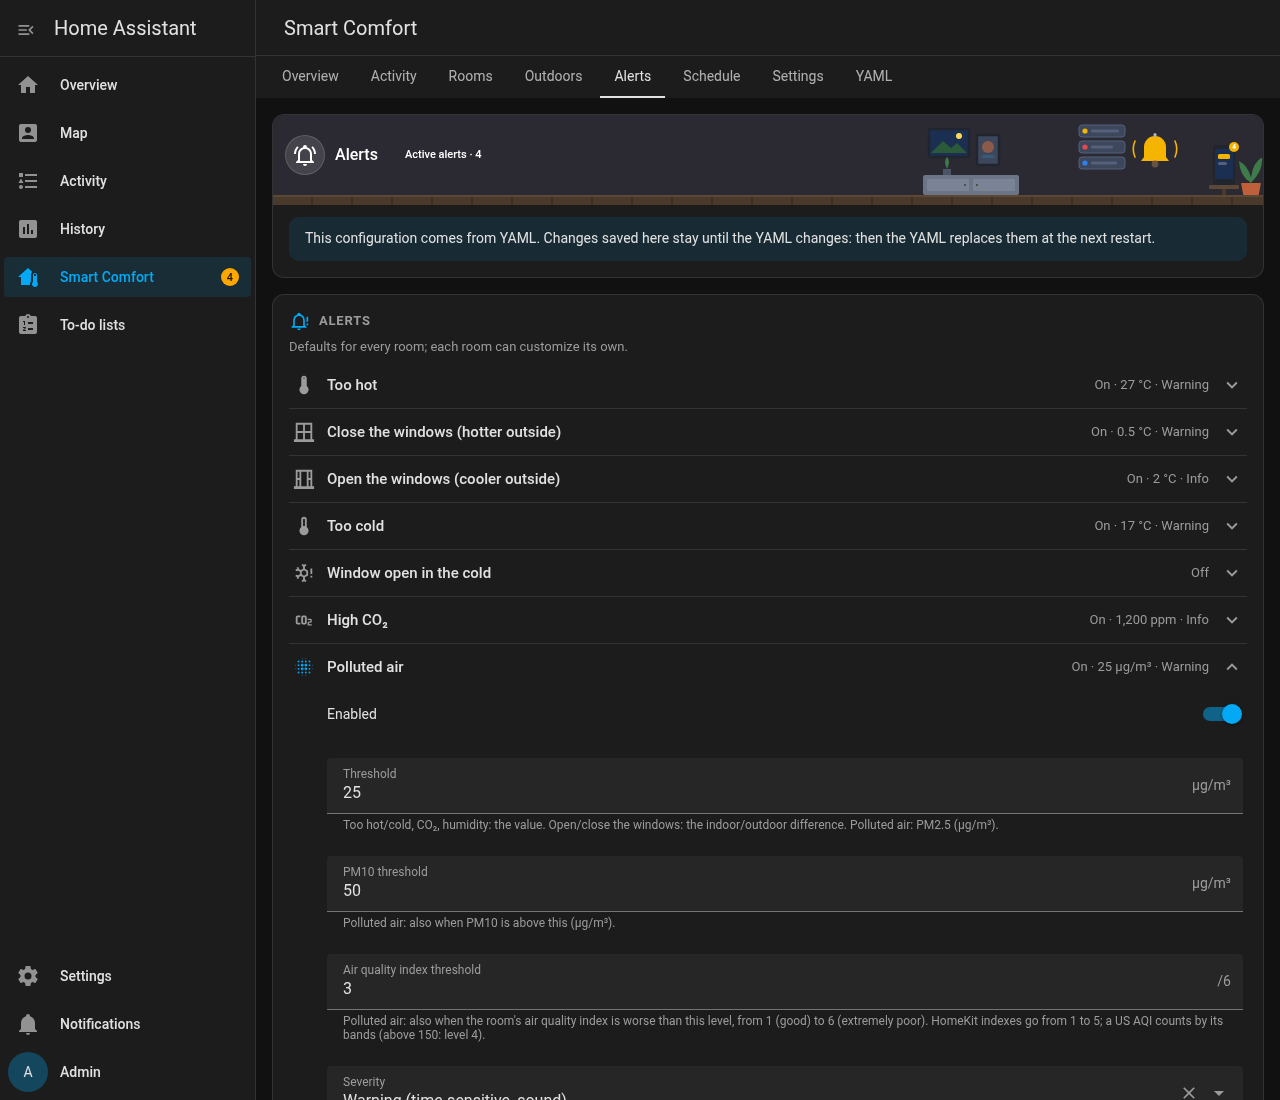 Home Assistant
Smart Comfort
Overview
Activity
Rooms
Outdoors
Alerts
Schedule
Settings
YAML
Overview
Map
Activity
History
Smart Comfort
4
To-do lists
Settings
Notifications
A
Admin
Alerts
Active alerts · 4
4
This configuration comes from YAML. Changes saved here stay until the YAML changes: then the YAML replaces them at the next restart.
ALERTS
Defaults for every room; each room can customize its own.
Too hot
On · 27 °C · Warning
Close the windows (hotter outside)
On · 0.5 °C · Warning
Open the windows (cooler outside)
On · 2 °C · Info
Too cold
On · 17 °C · Warning
Window open in the cold
Off
CO2
High CO₂
On · 1,200 ppm · Info
Polluted air
On · 25 µg/m³ · Warning
Enabled
Threshold
25
µg/m³
Too hot/cold, CO₂, humidity: the value. Open/close the windows: the indoor/outdoor difference. Polluted air: PM2.5 (µg/m³).
PM10 threshold
50
µg/m³
Polluted air: also when PM10 is above this (µg/m³).
Air quality index threshold
3
/6
Polluted air: also when the room's air quality index is worse than this level, from 1 (good) to 6 (extremely poor). HomeKit indexes go from 1 to 5; a US AQI counts by its
bands (above 150: level 4).
Severity
Warning (time sensitive, sound)